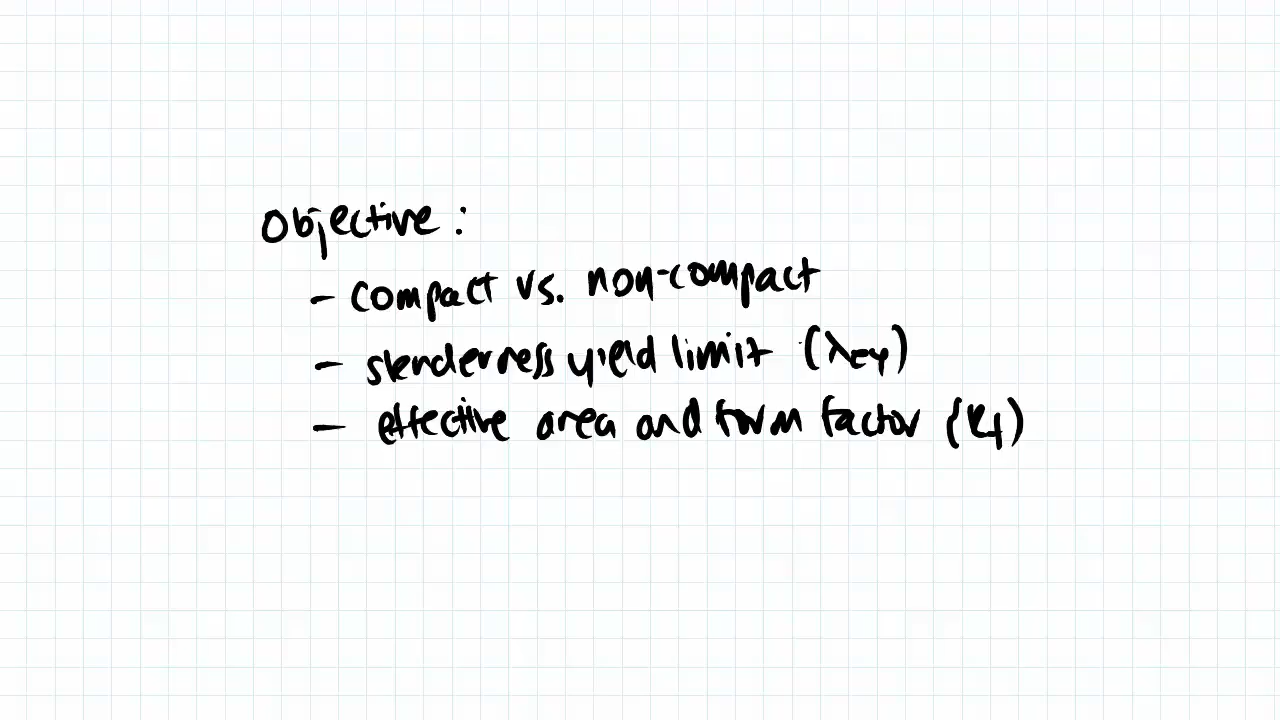 Objective :
- compact vs. non-compact
- slenderness yield limit (λey)
- effective area and form factor (kf)